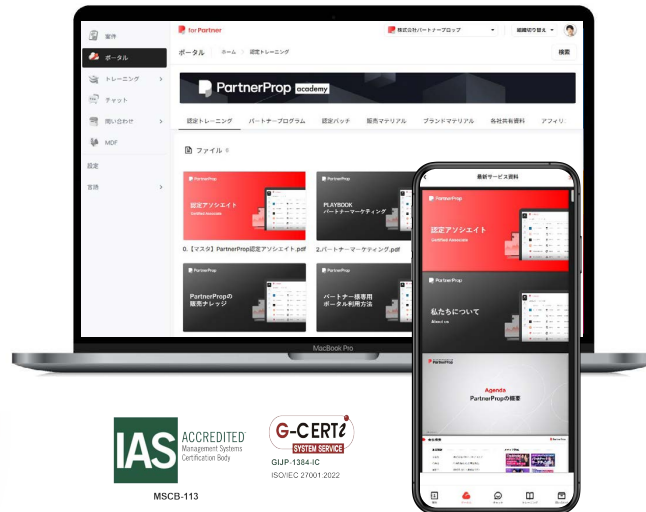 for Partner
株式会社パートナープロップ
組織切り替え
案件
ポータル
トレーニング
チャット
問い合わせ
MDF
設定
言語
ポータル
ホーム
認定トレーニング
検索
PartnerProp academy
認定トレーニング
パートナープログラム
認定バッチ
販売マテリアル
ブランドマテリアル
各社共有資料
アフィリ
ファイル
PartnerProp
認定アソシエイト
Certified Associate
0.【マスタ】PartnerProp認定アソシエイト.pdf
PartnerProp
PLAYBOOK
パートナーマーケティング
2.パートナーマーケティング.pdf
PartnerProp
PartnerPropの
販売ナレッジ
PartnerProp
パートナー様専用
ポータル利用方法
MacBook Pro
最新サービス資料
PartnerProp
認定アソシエイト
Certified Associate
PartnerProp
私たちについて
About us
PartnerProp
Agenda
PartnerPropの概要
IAS
ACCREDITED
Management Systems
Certification Body
MSCB-113
G-CERTi
SYSTEM SERVICE
GIJP-1384-IC
ISO/IEC 27001:2022